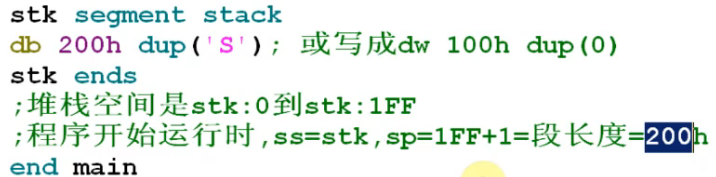 stk segment stack
db 200h dup('S'); 或写成dw 100h dup(0)
stk ends
;堆栈空间是stk:0到stk:1FF
;程序开始运行时,ss=stk,sp=1FF+1=段长度=200h
end main